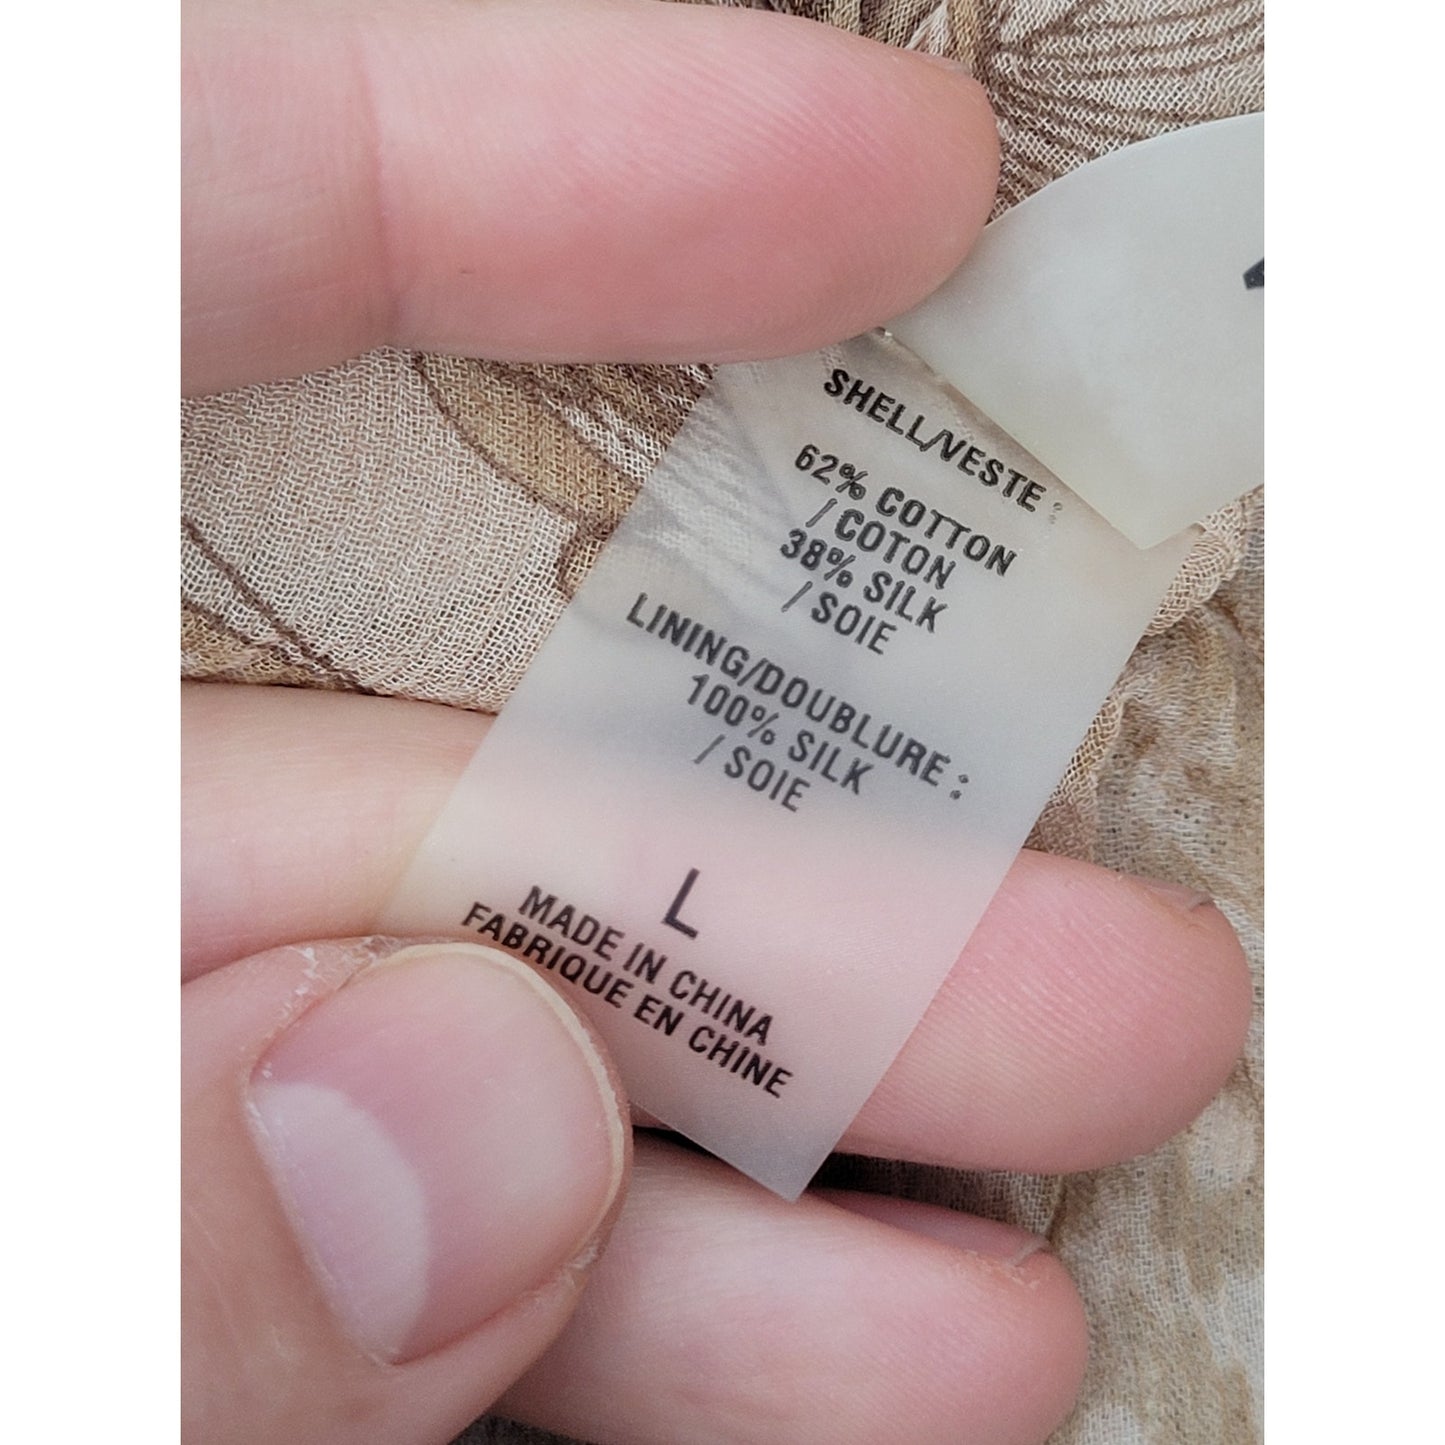 SHELL/VESTE :
62% COTTON
/ COTON
38% SILK
/ SOIE
LINING/DOUBLURE :
100% SILK
/ SOIE
L
MADE IN CHINA
FABRIQUE EN CHINE